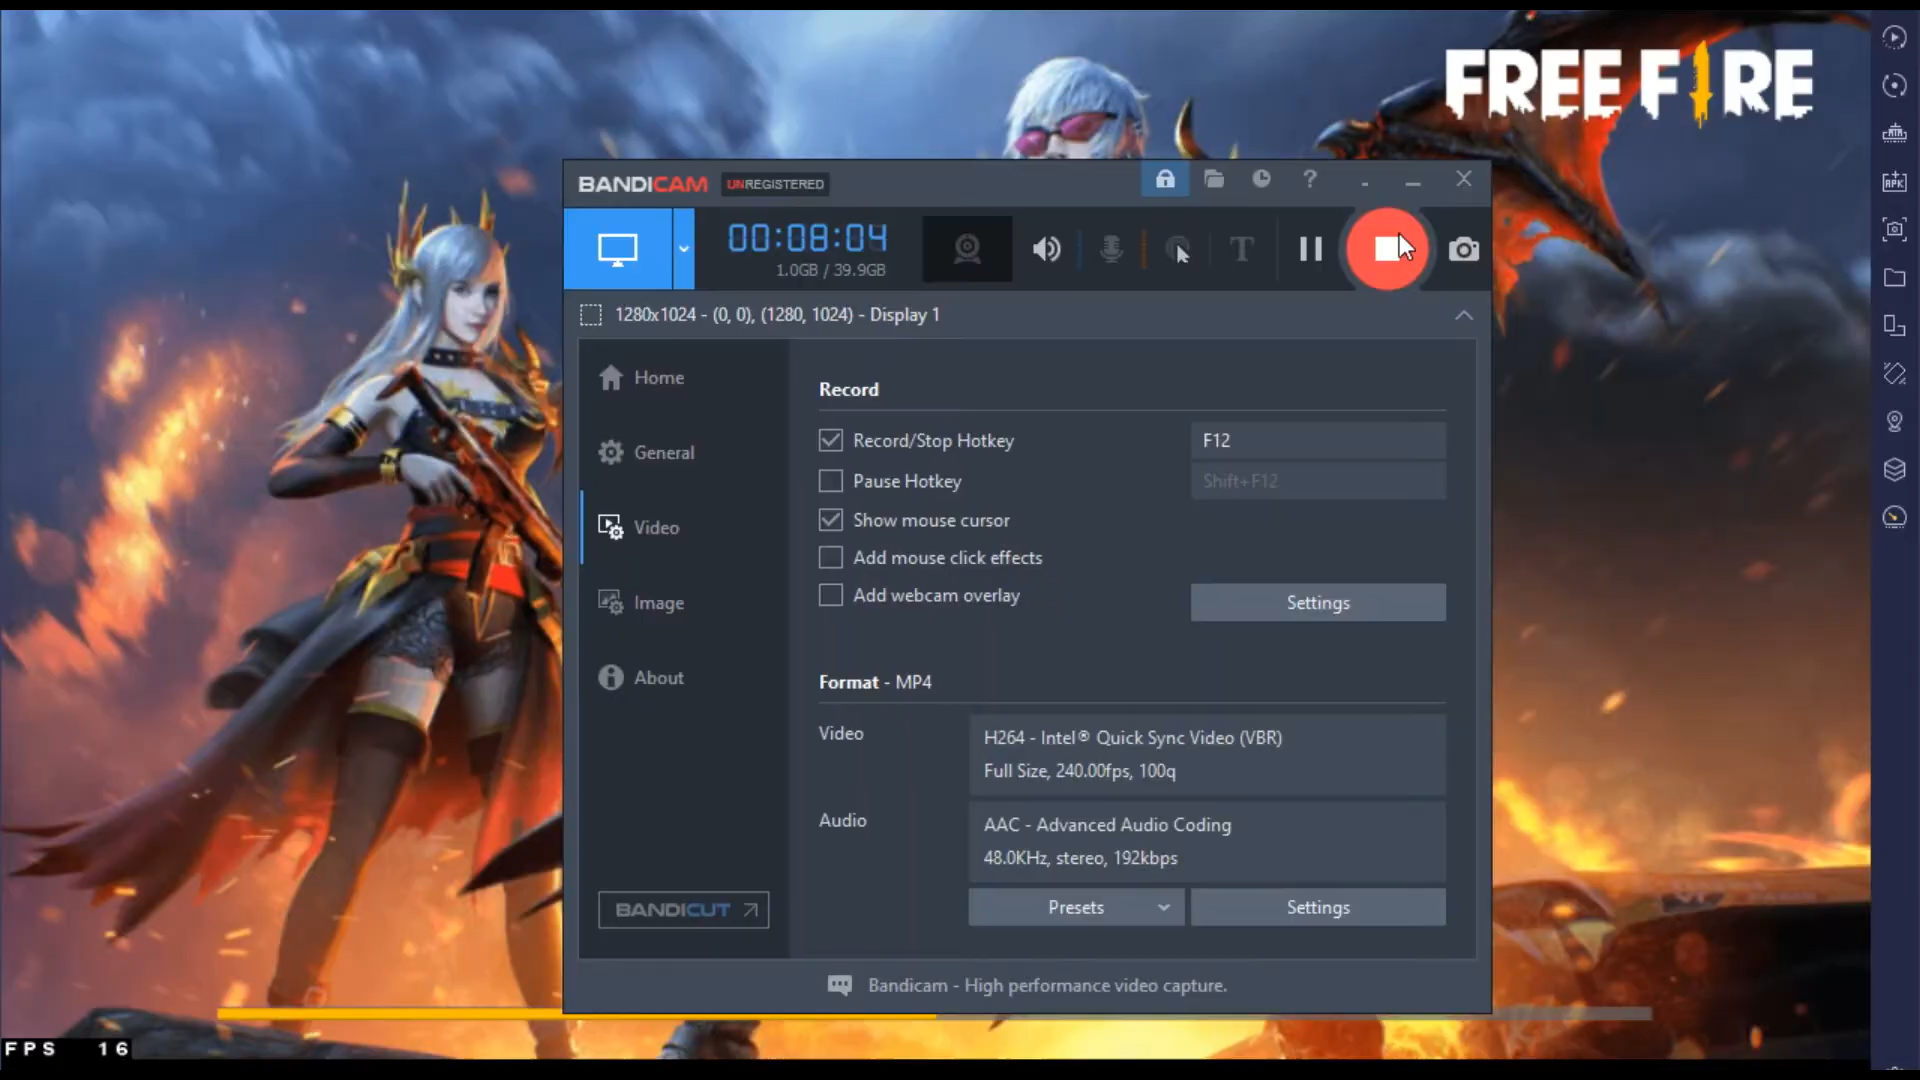 FREE FIRE
BANDICAM UNREGISTERED
?
00:08:04
1.0GB / 39.9GB
T
1280x1024 - (0, 0), (1280, 1024) - Display 1
Home
General
Video
Image
About
BANDICUT
Record
Record/Stop Hotkey
F12
Pause Hotkey
Shift+F12
Show mouse cursor
Add mouse click effects
Add webcam overlay
Settings
Format - MP4
Video
H264 - Intel® Quick Sync Video (VBR)
Full Size, 240.00fps, 100q
Audio
AAC - Advanced Audio Coding
48.0KHz, stereo, 192kbps
Presets
Settings
Bandicam - High performance video capture.
FPS 16
APK